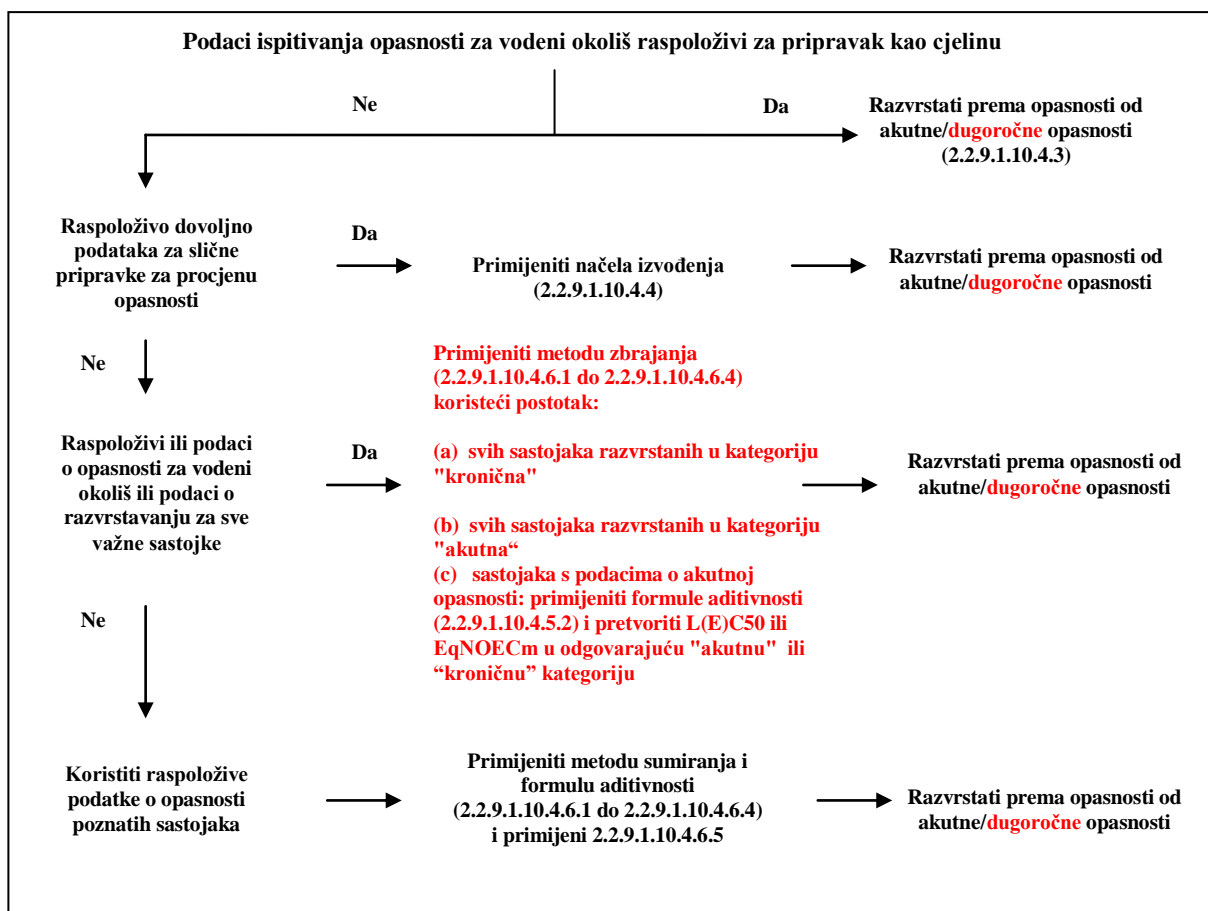 Podaci ispitivanja opasnosti za vodeni okoliš raspoloživi za pripravak kao cjelinu
Ne
Da
Razvrstati prema opasnosti od
akutne/dugoročne opasnosti
(2.2.9.1.10.4.3)
Raspoloživo dovoljno
podataka za slične
pripravke za procjenu
opasnosti
Da
Primijeniti načela izvođenja
(2.2.9.1.10.4.4)
Razvrstati prema opasnosti od
akutne/dugoročne opasnosti
Ne
Primijeniti metodu zbrajanja
(2.2.9.1.10.4.6.1 do 2.2.9.1.10.4.6.4)
koristeći postotak:
Raspoloživi ili podaci
o opasnosti za vodeni
okoliš ili podaci o
razvrstavanju za sve
važne sastojke
Da
(a) svih sastojaka razvrstanih u kategoriju
"kronična"
(b) svih sastojaka razvrstanih u kategoriju
"akutna“
(c) sastojaka s podacima o akutnoj
opasnosti: primijeniti formule aditivnosti
(2.2.9.1.10.4.5.2) i pretvoriti L(E)C50 ili
EqNOECm u odgovarajuću "akutnu" ili
“kroničnu” kategoriju
Razvrstati prema opasnosti od
akutne/dugoročne opasnosti
Ne
Koristiti raspoložive
podatke o opasnosti
poznatih sastojaka
Primijeniti metodu sumiranja i
formulu aditivnosti
(2.2.9.1.10.4.6.1 do 2.2.9.1.10.4.6.4)
i primijeni 2.2.9.1.10.4.6.5
Razvrstati prema opasnosti od
akutne/dugoročne opasnosti